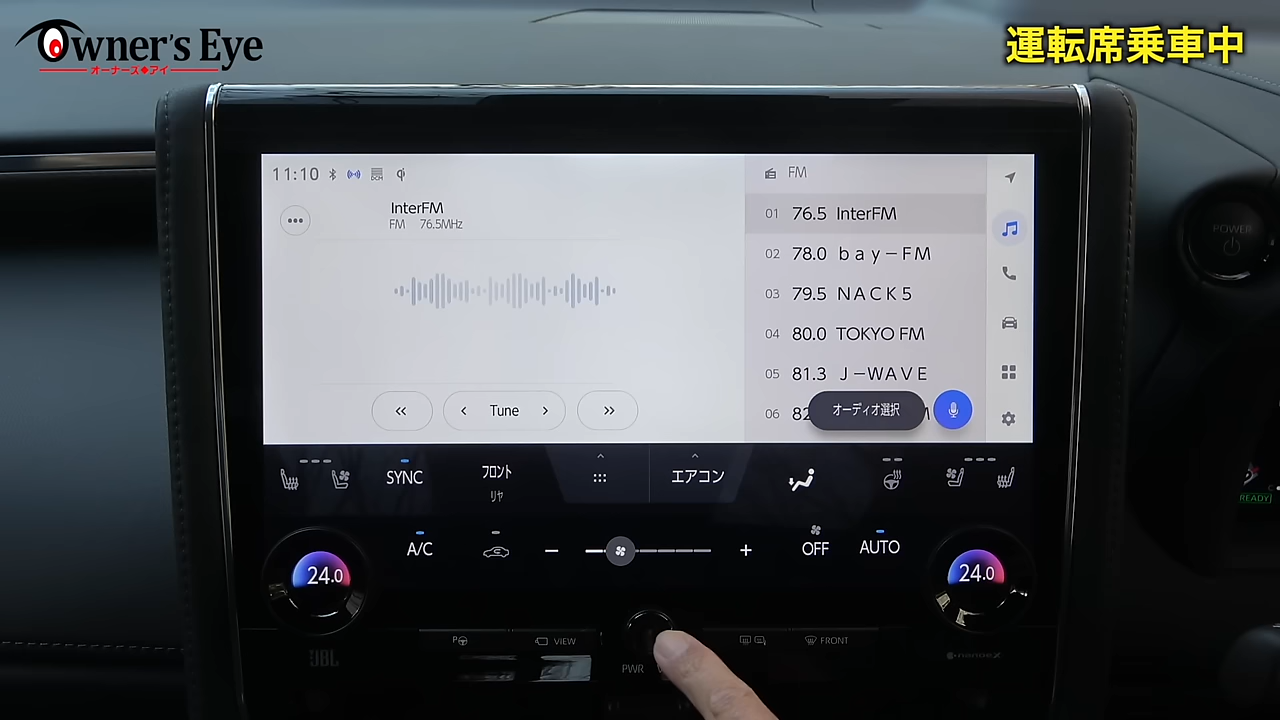 Owner's Eye
オーナーズ◆アイ
運転席乗車中
11:10
InterFM
FM 76.5MHz
FM
01 76.5 InterFM
02 78.0 ｂａｙ－FM
03 79.5 ＮＡＣＫ５
04 80.0 TOKYO FM
05 81.3 Ｊ－ＷＡＶＥ
06 82
Tune
オーディオ選択
POWER
SYNC
フロント
リヤ
エアコン
READY
A/C
OFF
AUTO
24.0
24.0
VIEW
FRONT
JBL
nanoe X
PWR